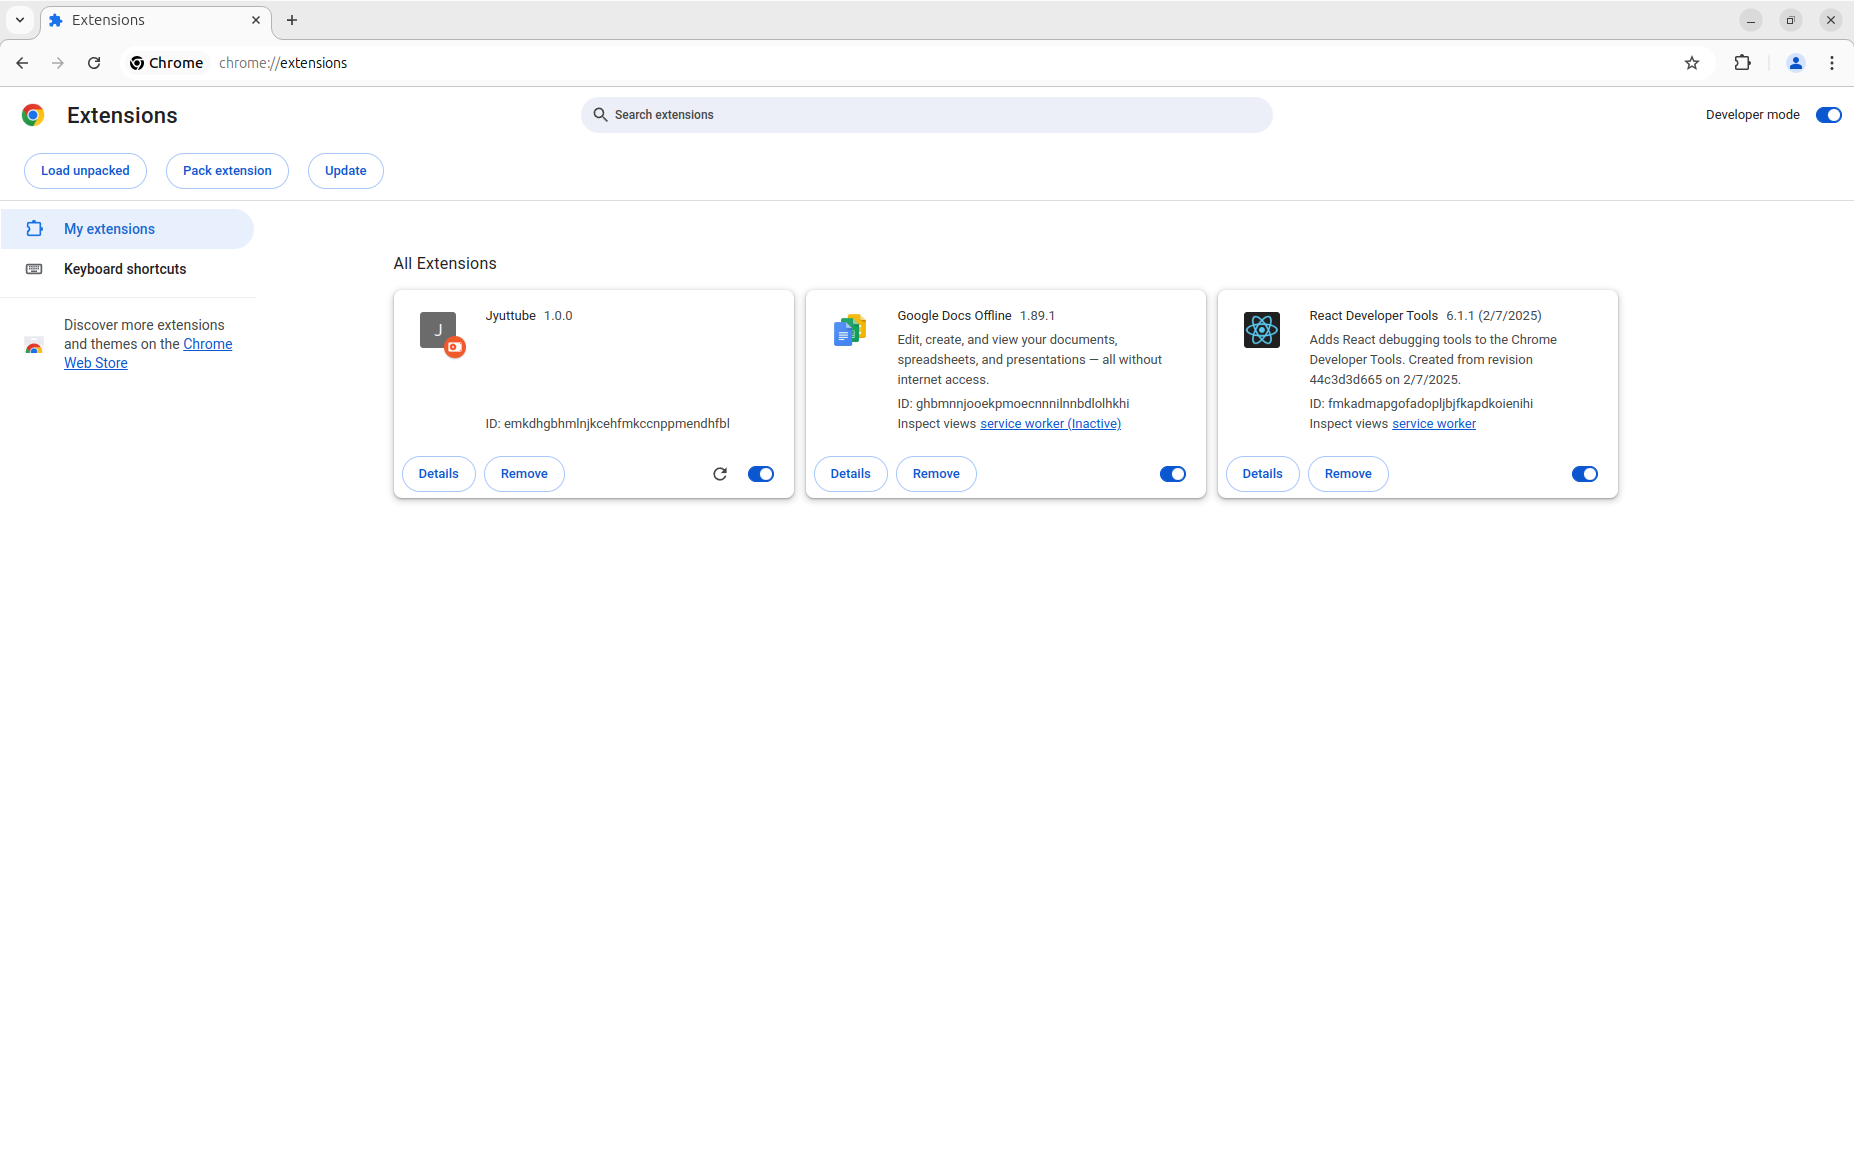 Extensions
Chrome chrome://extensions
Extensions
Search extensions
Developer mode
Load unpacked
Pack extension
Update
My extensions
Keyboard shortcuts
Discover more extensions
and themes on the Chrome
Web Store
All Extensions
J
Jyuttube 1.0.0
ID: emkdhgbhmlnjkcehfmkccnppmendhfbl
Details
Remove
Google Docs Offline 1.89.1
Edit, create, and view your documents,
spreadsheets, and presentations — all without
internet access.
ID: ghbmnnjooekpmoecnnnilnnbdlolhkhi
Inspect views service worker (Inactive)
Details
Remove
React Developer Tools 6.1.1 (2/7/2025)
Adds React debugging tools to the Chrome
Developer Tools. Created from revision
44c3d3d665 on 2/7/2025.
ID: fmkadmapgofadopljbjfkapdkoienihi
Inspect views service worker
Details
Remove